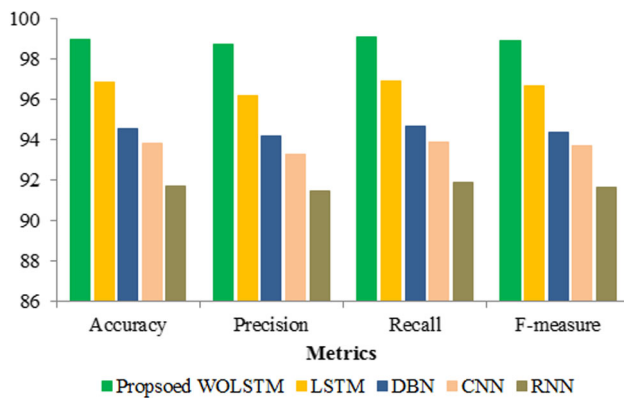 100
98
96
94
92
90
88
86
Accuracy Precision Recall F-measure
Metrics
Propsoed WOLSTM LSTM DBN CNN RNN